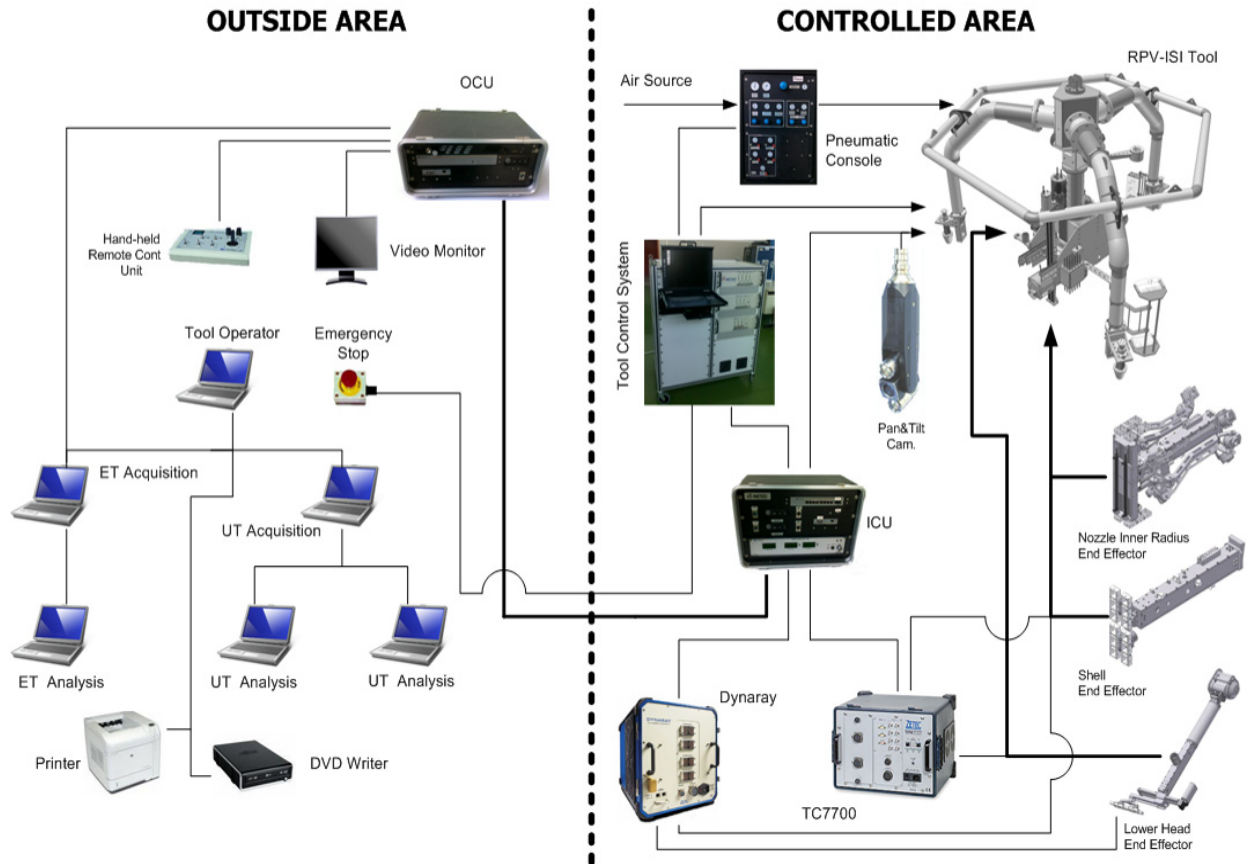 OUTSIDE AREA
CONTROLLED AREA
OCU
Air Source
RPV-ISI Tool
Pneumatic
Console
Hand-held
Remote Cont
Unit
Video Monitor
Tool Control System
Tool Operator
Emergency
Stop
Pan&Tilt
Cam.
ET Acquisition
UT Acquisition
ICU
Nozzle Inner Radius
End Effector
Shell
End Effector
ET Analysis
UT Analysis
UT Analysis
Dynaray
ZETEC
Printer
DVD Writer
TC7700
Lower Head
End Effector